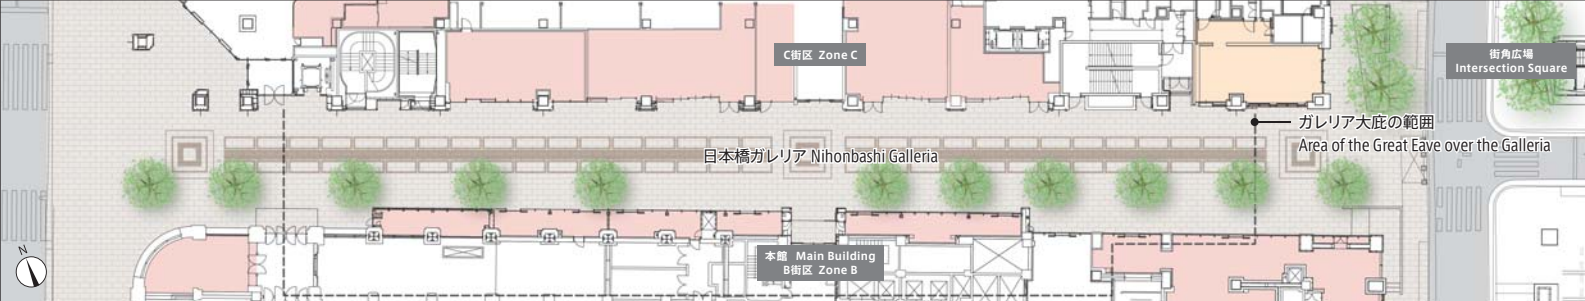 C街区 Zone C
街角広場
Intersection Square
ガレリア大庇の範囲
Area of the Great Eave over the Galleria
日本橋ガレリア Nihonbashi Galleria
本館 Main Building
B街区 Zone B
N